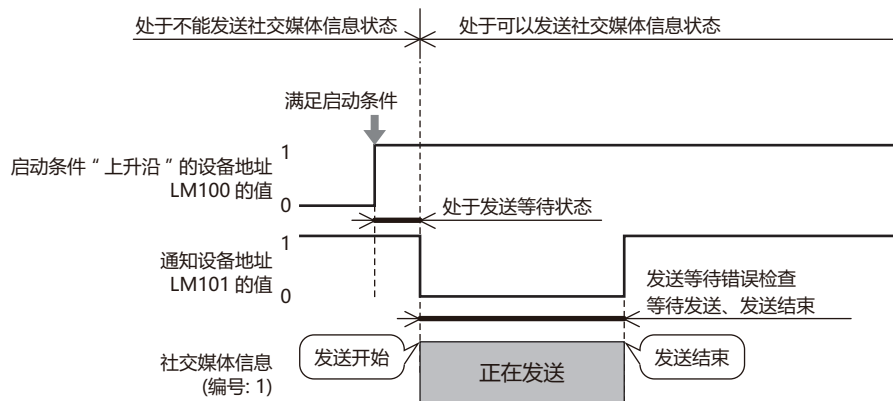 处于不能发送社交媒体信息状态
处于可以发送社交媒体信息状态
满足启动条件
启动条件“上升沿”的设备地址
LM100 的值
1
0
处于发送等待状态
通知设备地址
LM101 的值
1
0
发送等待错误检查
等待发送、发送结束
社交媒体信息
(编号: 1)
发送开始
正在发送
发送结束